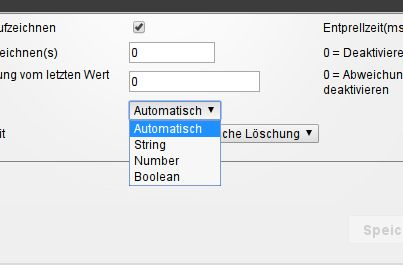 ufzeichnen Entprellzeit(ms
eichnen(s) 0 0 = Deaktiviere
ung vom letzten Wert 0 0 = Abweichun
deaktivieren
Automatisch
Automatisch
it che Löschung
String
Number
Boolean
Speic